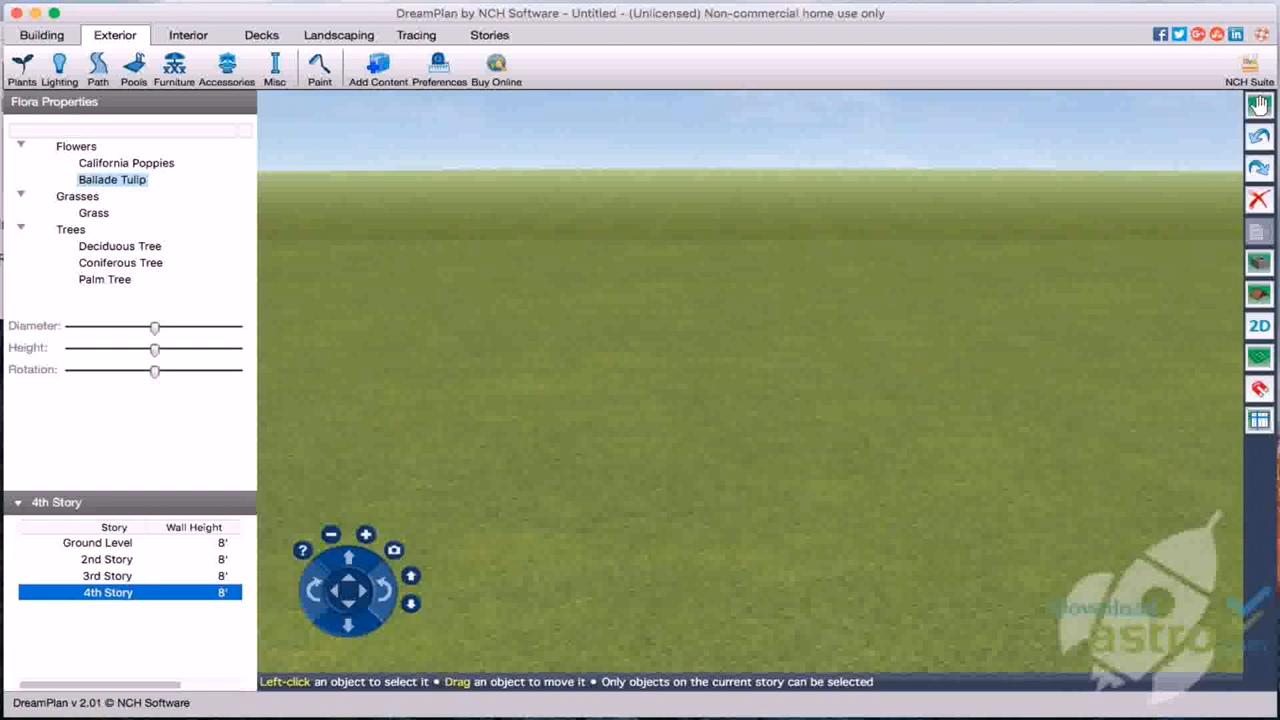 DreamPlan by NCH Software - Untitled - (Unlicensed) Non-commercial home use only
Building Exterior Interior Decks Landscaping Tracing Stories
Plants Lighting Path Pools Furniture Accessories Misc Paint Add Content Preferences Buy Online NCH Suite
Flora Properties
Flowers
California Poppies
Ballade Tulip
Grasses
Grass
Trees
Deciduous Tree
Coniferous Tree
Palm Tree
2D
Diameter:
Height:
Rotation:
4th Story
Story Wall Height
Ground Level 8'
2nd Story 8'
3rd Story 8'
4th Story 8'
?
Download
astro
Left-click an object to select it • Drag an object to move it • Only objects on the current story can be selected
DreamPlan v 2.01 © NCH Software